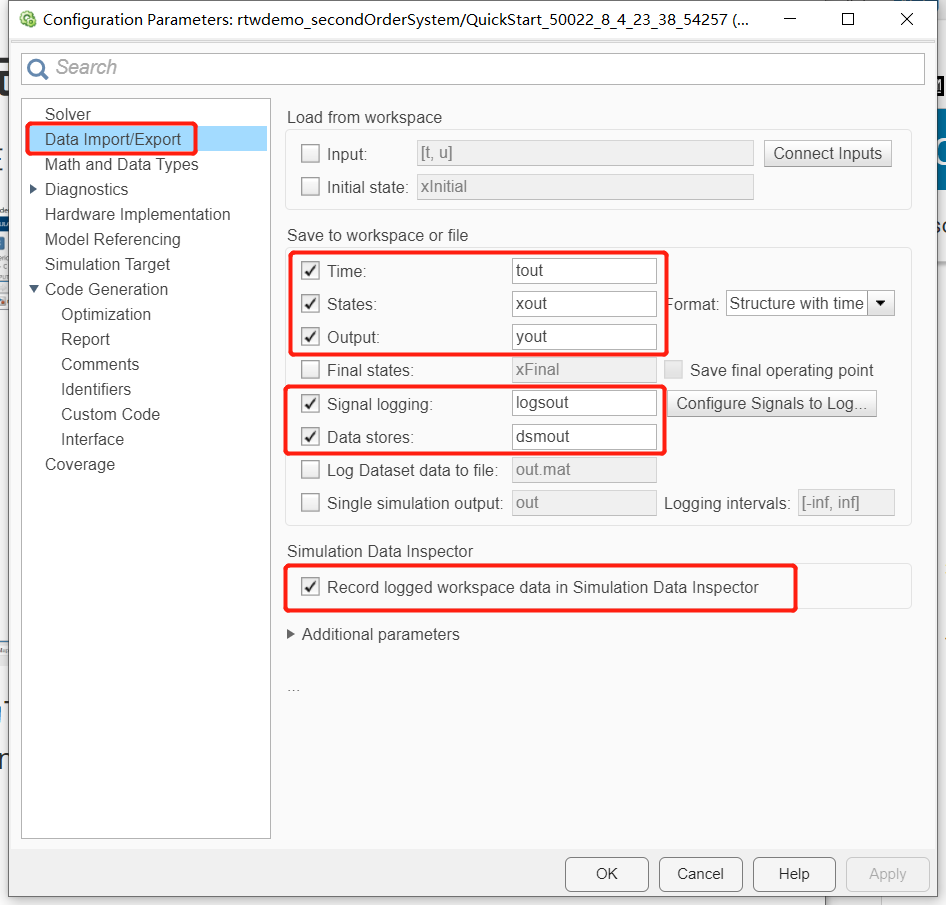 Configuration Parameters: rtwdemo_secondOrderSystem/QuickStart_50022_8_4_23_38_54257 (...
Search
Solver
Data Import/Export
Math and Data Types
Diagnostics
Hardware Implementation
Model Referencing
Simulation Target
Code Generation
Optimization
Report
Comments
Identifiers
Custom Code
Interface
Coverage
Load from workspace
Input: [t, u] Connect Inputs
Initial state: xInitial
Save to workspace or file
Time: tout
States: xout Format: Structure with time
Output: yout
Final states: xFinal Save final operating point
Signal logging: logsout Configure Signals to Log...
Data stores: dsmout
Log Dataset data to file: out.mat
Single simulation output: out Logging intervals: [-inf, inf]
Simulation Data Inspector
Record logged workspace data in Simulation Data Inspector
Additional parameters
...
OK Cancel Help Apply